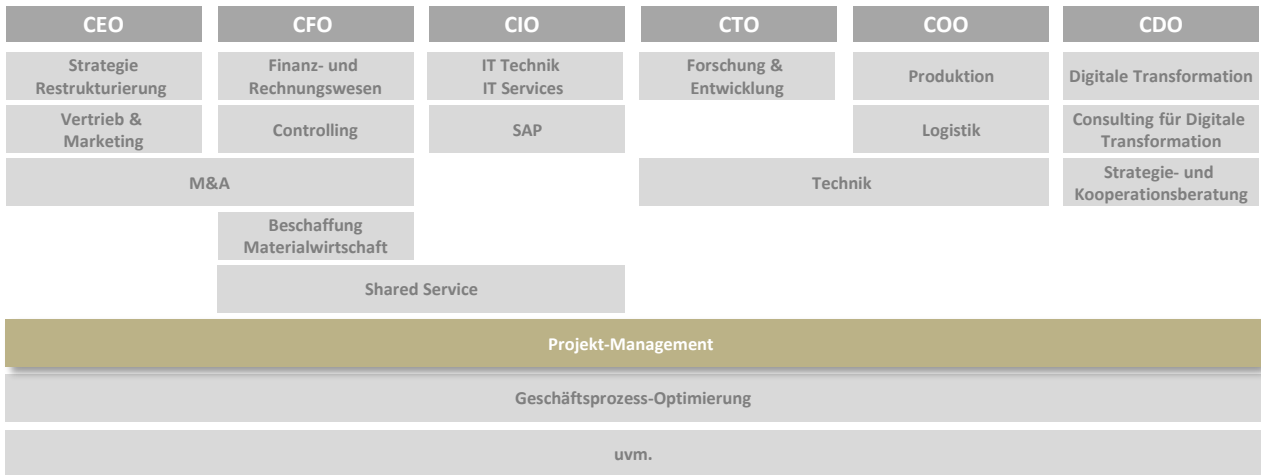 CEO
CFO
CIO
CTO
COO
CDO
Strategie
Restrukturierung
Finanz- und
Rechnungswesen
IT Technik
IT Services
Forschung &
Entwicklung
Produktion
Digitale Transformation
Vertrieb &
Marketing
Controlling
SAP
Logistik
Consulting für Digitale
Transformation
M&A
Technik
Strategie- und
Kooperationsberatung
Beschaffung
Materialwirtschaft
Shared Service
Projekt-Management
Geschäftsprozess-Optimierung
uvm.